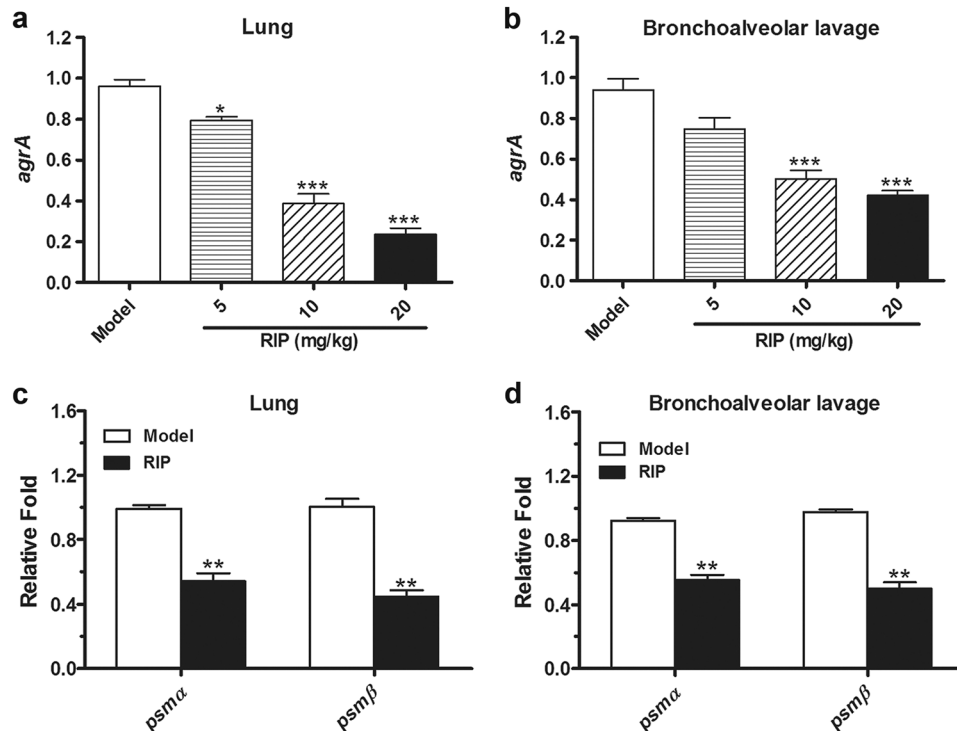 a
Lung
agrA
1.2
1.0
0.8
0.6
0.4
0.2
0.0
*
***
***
Model
5
10
20
RIP (mg/kg)
b
Bronchoalveolar lavage
agrA
1.2
1.0
0.8
0.6
0.4
0.2
0.0
***
***
Model
5
10
20
RIP (mg/kg)
c
Lung
Relative Fold
1.6
1.2
0.8
0.4
0.0
Model
RIP
**
**
psmα
psmβ
d
Bronchoalveolar lavage
Relative Fold
1.6
1.2
0.8
0.4
0.0
Model
RIP
**
**
psmα
psmβ